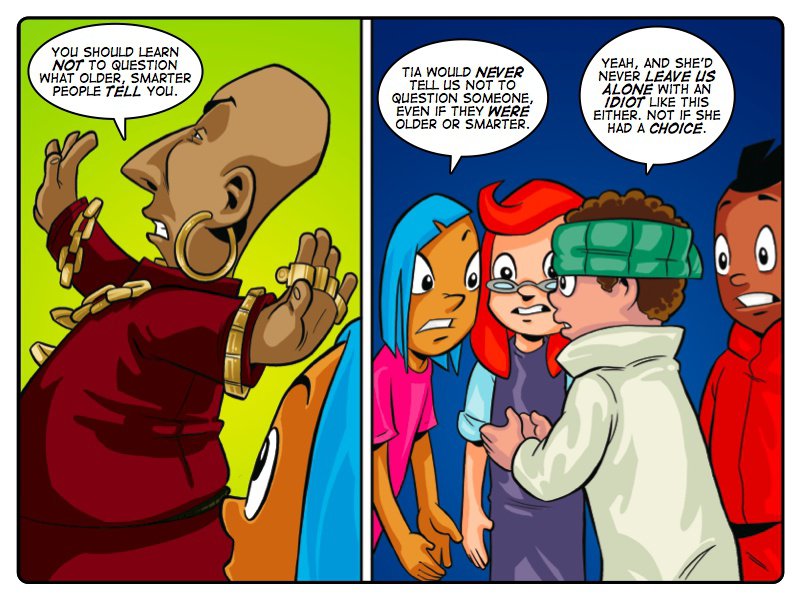 YOU SHOULD LEARN
NOT TO QUESTION
WHAT OLDER, SMARTER
PEOPLE TELL YOU.
TIA WOULD NEVER
TELL US NOT TO
QUESTION SOMEONE,
EVEN IF THEY WERE
OLDER OR SMARTER.
YEAH, AND SHE'D
NEVER LEAVE US
ALONE WITH AN
IDIOT LIKE THIS
EITHER. NOT IF SHE
HAD A CHOICE.